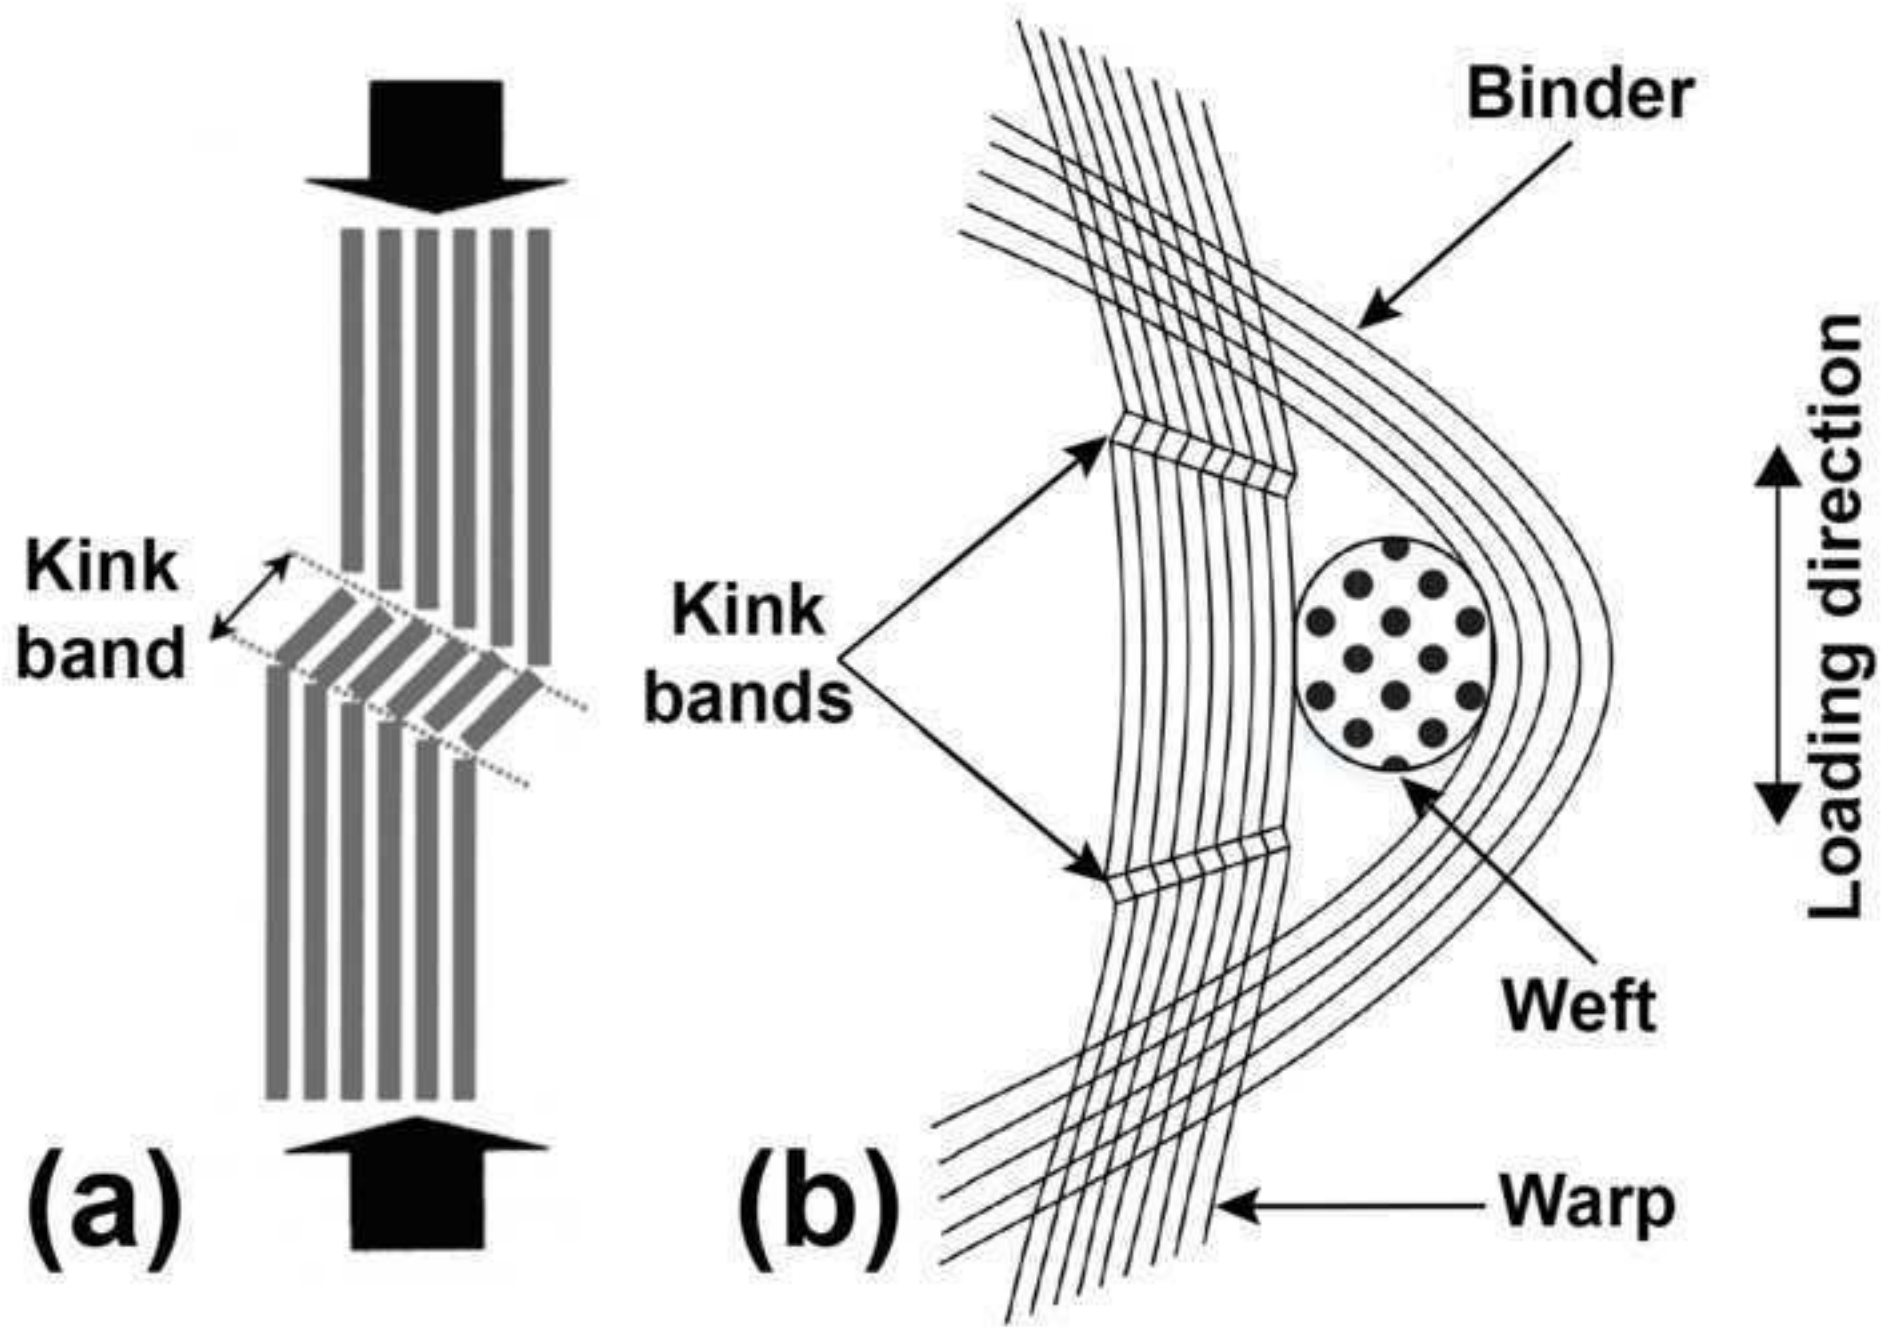 Kink
band
(a)
Binder
Kink
bands
Loading direction
Weft
Warp
(b)